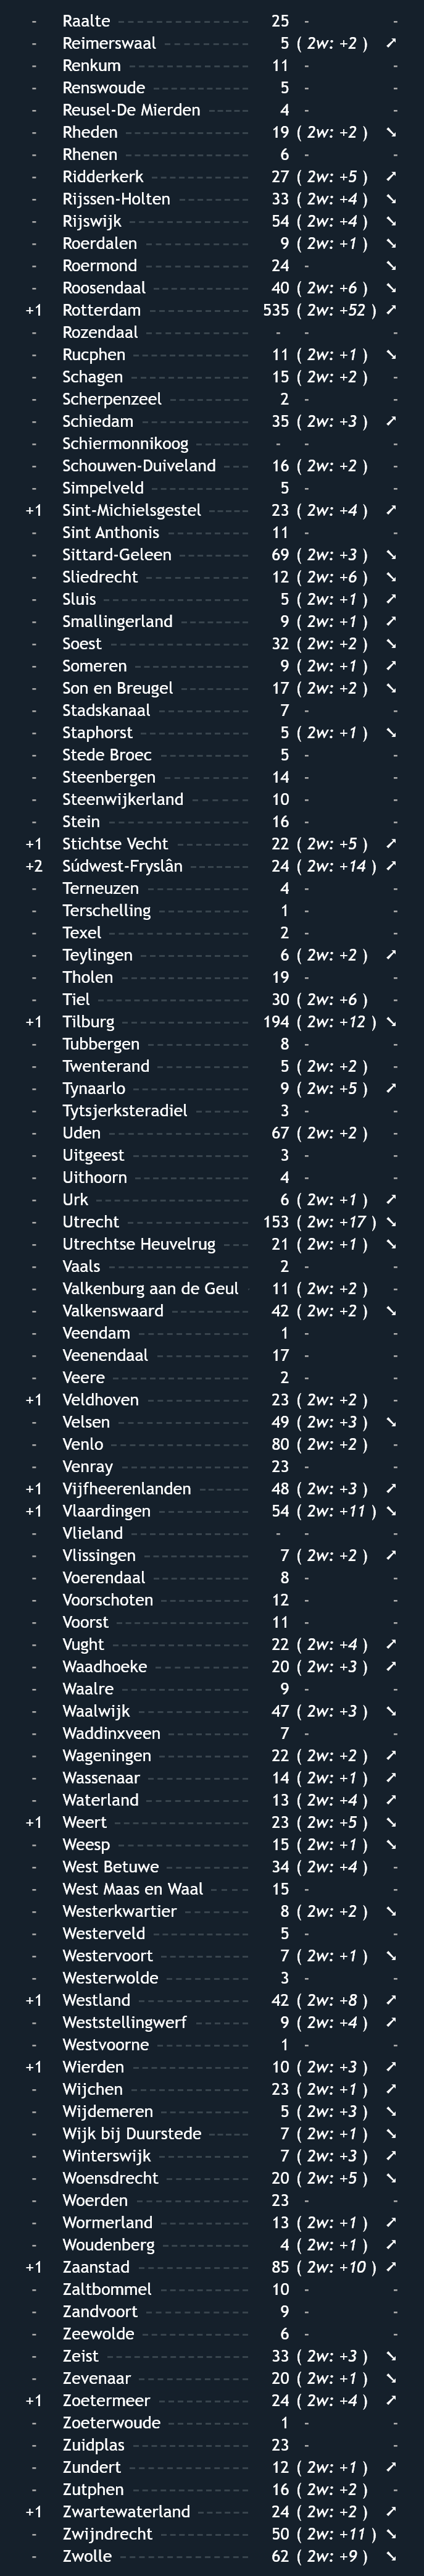 - Raalte 25 - -
- Reimerswaal 5 ( 2w: +2 ) ➚
- Renkum 11 - -
- Renswoude 5 - -
- Reusel-De Mierden 4 - -
- Rheden 19 ( 2w: +2 ) ➘
- Rhenen 6 - -
- Ridderkerk 27 ( 2w: +5 ) ➚
- Rijssen-Holten 33 ( 2w: +4 ) ➘
- Rijswijk 54 ( 2w: +4 ) ➘
- Roerdalen 9 ( 2w: +1 ) ➘
- Roermond 24 - ➘
- Roosendaal 40 ( 2w: +6 ) ➘
+1 Rotterdam 535 ( 2w: +52 ) ➚
- Rozendaal - - -
- Rucphen 11 ( 2w: +1 ) ➘
- Schagen 15 ( 2w: +2 ) -
- Scherpenzeel 2 - -
- Schiedam 35 ( 2w: +3 ) ➚
- Schiermonnikoog - - -
- Schouwen-Duiveland 16 ( 2w: +2 ) -
- Simpelveld 5 - -
+1 Sint-Michielsgestel 23 ( 2w: +4 ) ➚
- Sint Anthonis 11 - -
- Sittard-Geleen 69 ( 2w: +3 ) ➘
- Sliedrecht 12 ( 2w: +6 ) ➘
- Sluis 5 ( 2w: +1 ) ➚
- Smallingerland 9 ( 2w: +1 ) ➚
- Soest 32 ( 2w: +2 ) ➘
- Someren 9 ( 2w: +1 ) ➚
- Son en Breugel 17 ( 2w: +2 ) ➘
- Stadskanaal 7 - -
- Staphorst 5 ( 2w: +1 ) ➘
- Stede Broec 5 - -
- Steenbergen 14 - -
- Steenwijkerland 10 - -
- Stein 16 - -
+1 Stichtse Vecht 22 ( 2w: +5 ) ➚
+2 Súdwest-Fryslân 24 ( 2w: +14 ) ➚
- Terneuzen 4 - -
- Terschelling 1 - -
- Texel 2 - -
- Teylingen 6 ( 2w: +2 ) ➚
- Tholen 19 - -
- Tiel 30 ( 2w: +6 ) -
+1 Tilburg 194 ( 2w: +12 ) ➘
- Tubbergen 8 - -
- Twenterand 5 ( 2w: +2 ) -
- Tynaarlo 9 ( 2w: +5 ) ➚
- Tytsjerksteradiel 3 - -
- Uden 67 ( 2w: +2 ) -
- Uitgeest 3 - -
- Uithoorn 4 - -
- Urk 6 ( 2w: +1 ) ➚
- Utrecht 153 ( 2w: +17 ) ➘
- Utrechtse Heuvelrug 21 ( 2w: +1 ) ➘
- Vaals 2 - -
- Valkenburg aan de Geul 11 ( 2w: +2 ) -
- Valkenswaard 42 ( 2w: +2 ) ➘
- Veendam 1 - -
- Veenendaal 17 - -
- Veere 2 - -
+1 Veldhoven 23 ( 2w: +2 ) -
- Velsen 49 ( 2w: +3 ) ➘
- Venlo 80 ( 2w: +2 ) -
- Venray 23 - -
+1 Vijfheerenlanden 48 ( 2w: +3 ) ➚
+1 Vlaardingen 54 ( 2w: +11 ) ➘
- Vlieland - - -
- Vlissingen 7 ( 2w: +2 ) ➚
- Voerendaal 8 - -
- Voorschoten 12 - -
- Voorst 11 - -
- Vught 22 ( 2w: +4 ) ➚
- Waadhoeke 20 ( 2w: +3 ) ➚
- Waalre 9 - -
- Waalwijk 47 ( 2w: +3 ) ➘
- Waddinxveen 7 - -
- Wageningen 22 ( 2w: +2 ) ➚
- Wassenaar 14 ( 2w: +1 ) ➚
- Waterland 13 ( 2w: +4 ) ➚
+1 Weert 23 ( 2w: +5 ) ➘
- Weesp 15 ( 2w: +1 ) ➘
- West Betuwe 34 ( 2w: +4 ) -
- West Maas en Waal 15 - -
- Westerkwartier 8 ( 2w: +2 ) ➘
- Westerveld 5 - -
- Westervoort 7 ( 2w: +1 ) ➘
- Westerwolde 3 - -
+1 Westland 42 ( 2w: +8 ) ➚
- Weststellingwerf 9 ( 2w: +4 ) ➚
- Westvoorne 1 - -
+1 Wierden 10 ( 2w: +3 ) ➚
- Wijchen 23 ( 2w: +1 ) ➚
- Wijdemeren 5 ( 2w: +3 ) ➘
- Wijk bij Duurstede 7 ( 2w: +1 ) ➘
- Winterswijk 7 ( 2w: +3 ) ➚
- Woensdrecht 20 ( 2w: +5 ) ➘
- Woerden 23 - -
- Wormerland 13 ( 2w: +1 ) ➚
- Woudenberg 4 ( 2w: +1 ) ➚
+1 Zaanstad 85 ( 2w: +10 ) ➚
- Zaltbommel 10 - -
- Zandvoort 9 - -
- Zeewolde 6 - -
- Zeist 33 ( 2w: +3 ) ➘
- Zevenaar 20 ( 2w: +1 ) ➘
+1 Zoetermeer 24 ( 2w: +4 ) ➚
- Zoeterwoude 1 - -
- Zuidplas 23 - -
- Zundert 12 ( 2w: +1 ) ➚
- Zutphen 16 ( 2w: +2 ) -
+1 Zwartewaterland 24 ( 2w: +2 ) ➚
- Zwijndrecht 50 ( 2w: +11 ) ➘
- Zwolle 62 ( 2w: +9 ) ➘